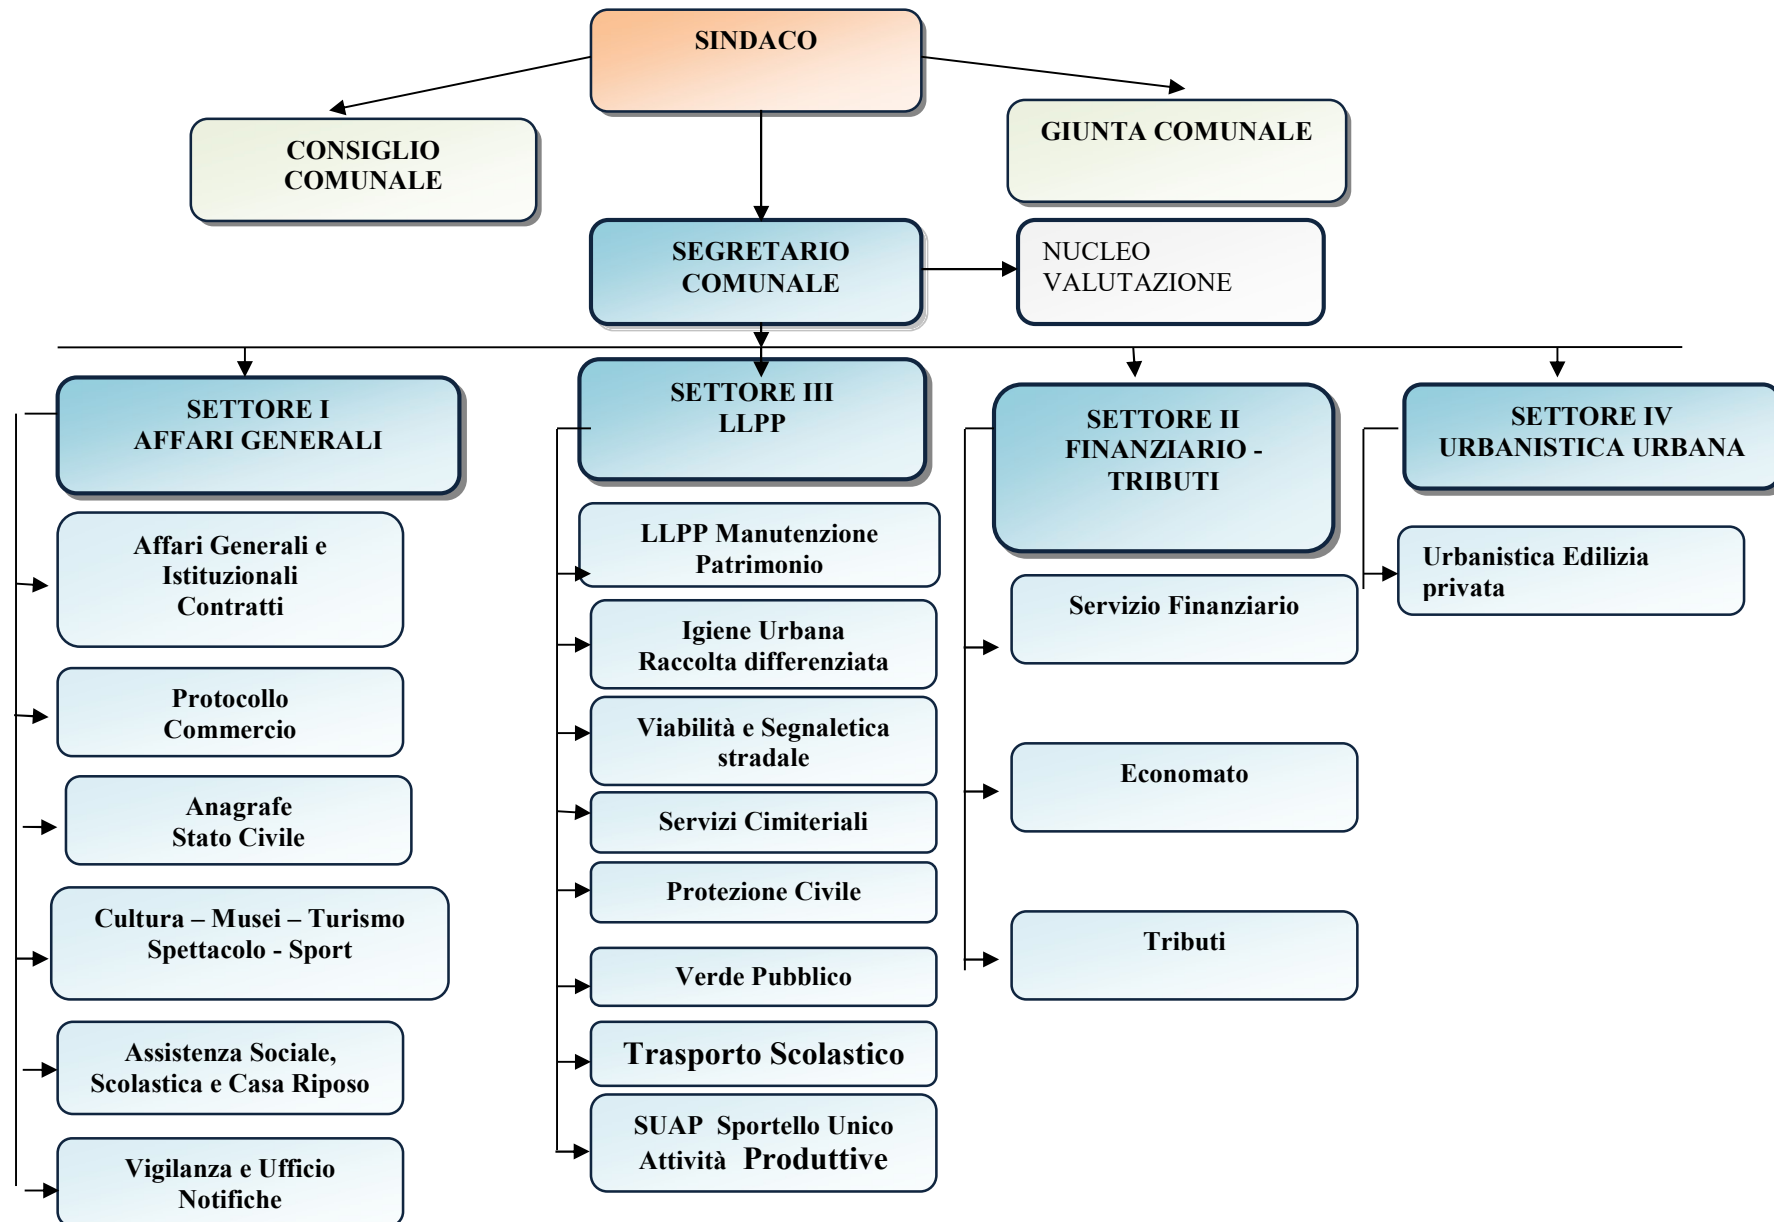 SINDACO
CONSIGLIO
COMUNALE
GIUNTA COMUNALE
SEGRETARIO
COMUNALE
NUCLEO
VALUTAZIONE
SETTORE I
AFFARI GENERALI
Affari Generali e
Istituzionali
Contratti
Protocollo
Commercio
Anagrafe
Stato Civile
Cultura – Musei – Turismo
Spettacolo - Sport
Assistenza Sociale,
Scolastica e Casa Riposo
Vigilanza e Ufficio
Notifiche
SETTORE III
LLPP
LLPP Manutenzione
Patrimonio
Igiene Urbana
Raccolta differenziata
Viabilità e Segnaletica
stradale
Servizi Cimiteriali
Protezione Civile
Verde Pubblico
Trasporto Scolastico
SUAP Sportello Unico
Attività Produttive
SETTORE II
FINANZIARIO -
TRIBUTI
Servizio Finanziario
Economato
Tributi
SETTORE IV
URBANISTICA URBANA
Urbanistica Edilizia
privata